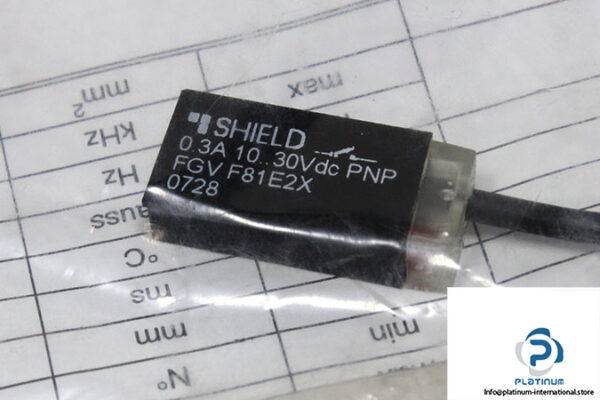 SHIELD
0.3A 10..30Vdc PNP
FGV F81E2X
0728
mm²
max
KHz
Hz
auss
°C
ms
mm
min
N°
PLATINUM
info@platinum-international.store